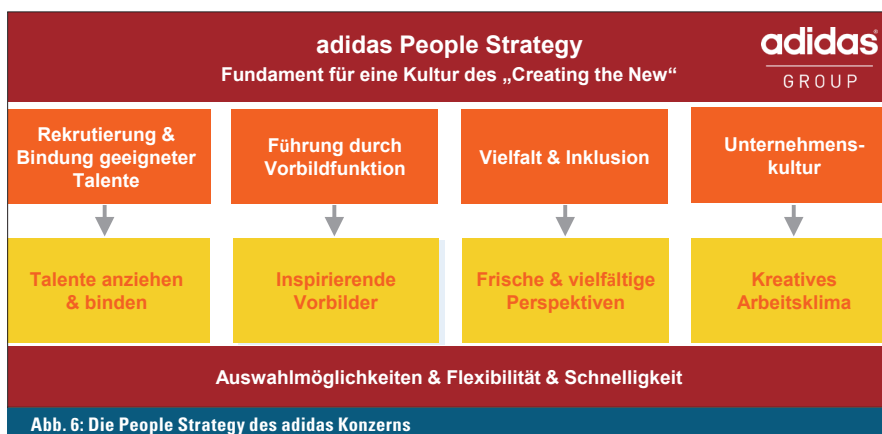 adidas People Strategy
Fundament für eine Kultur des „Creating the New“
adidas
GROUP
Rekrutierung &
Bindung geeigneter
Talente
Führung durch
Vorbildfunktion
Vielfalt & Inklusion
Unternehmens-
kultur
Talente anziehen
& binden
Inspirierende
Vorbilder
Frische & vielfältige
Perspektiven
Kreatives
Arbeitsklima
Auswahlmöglichkeiten & Flexibilität & Schnelligkeit
Abb. 6: Die People Strategy des adidas Konzerns